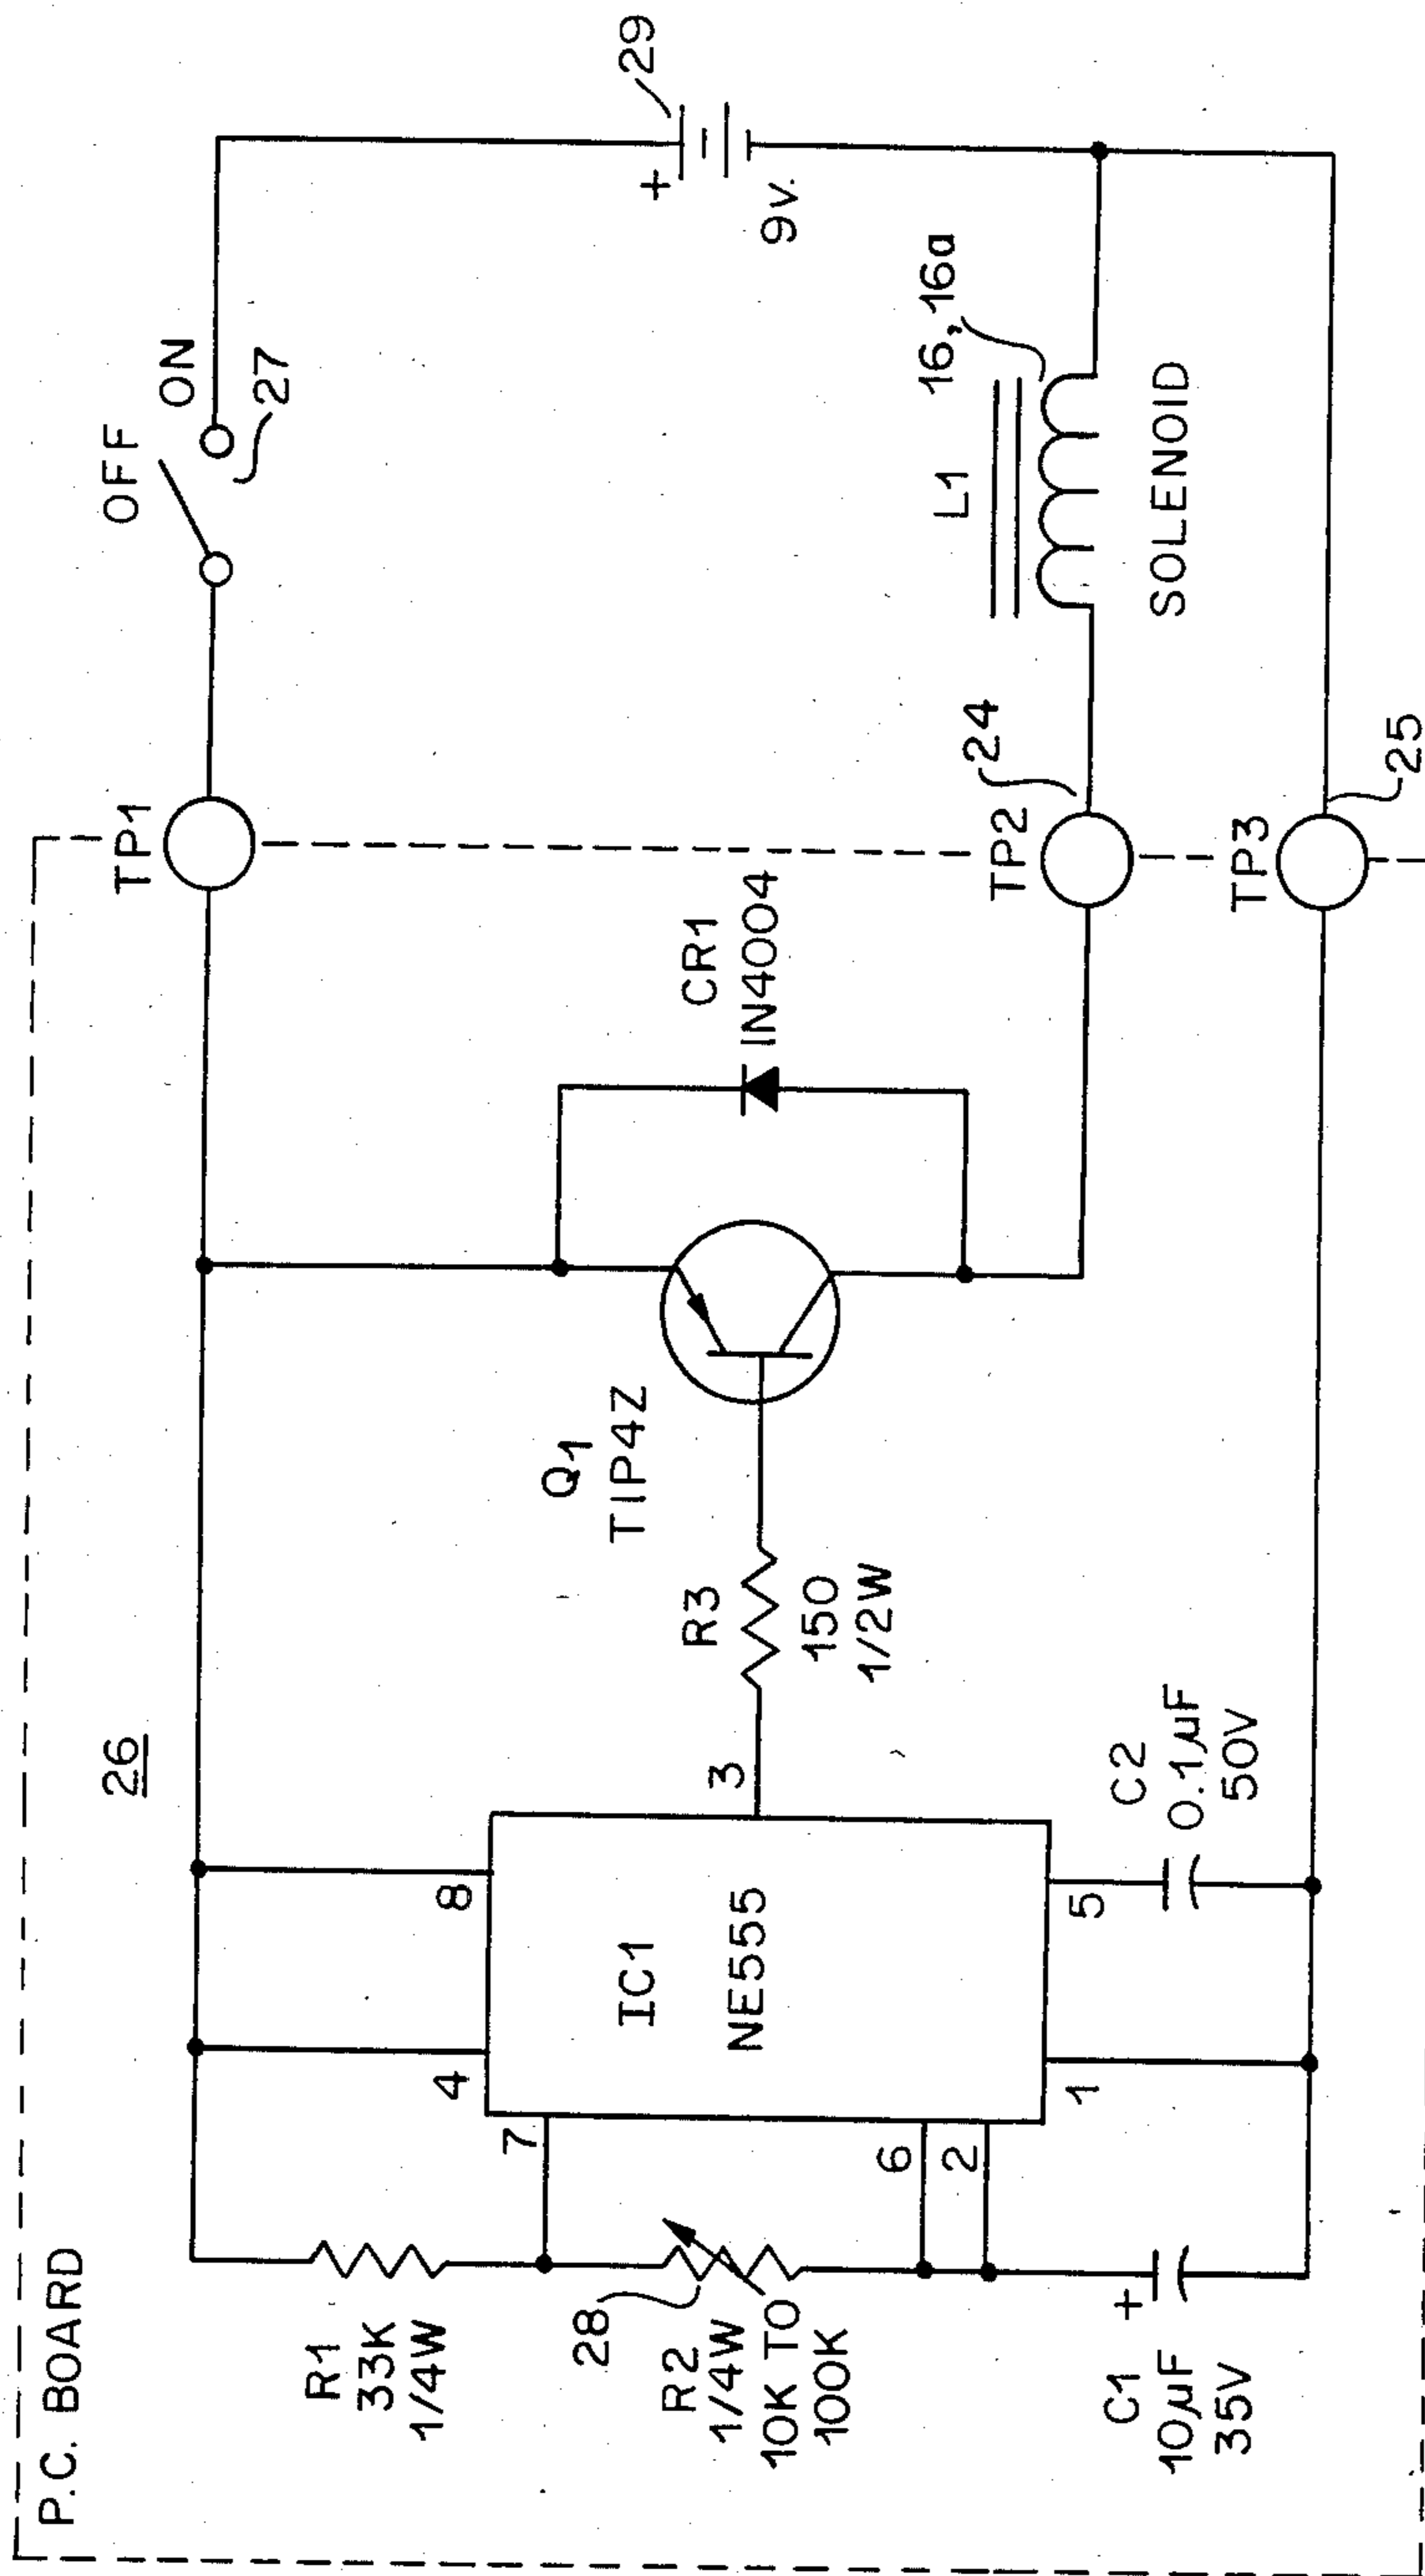 P.C. BOARD
26
R1
33K
1/4W
28
R2
1/4W
10K TO
100K
C1
+
10µF
35V
4
8
7
6
2
3
1
5
IC1
NE555
C2
0.1µF
50V
R3
150
1/2W
Q1
TIP4Z
CR1
IN4004
TP1
TP2
TP3
24
25
OFF
ON
27
L1
16, 16a
SOLENOID
+
9v.
29